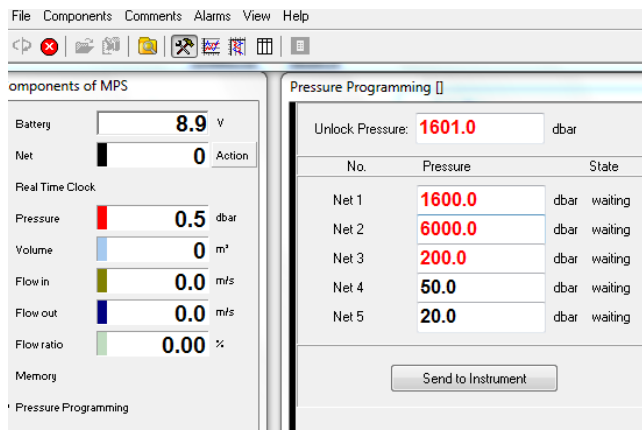 File Components Comments Alarms View Help
omponents of MPS
Battery 8.9 V
Net 0 Action
Real Time Clock
Pressure 0.5 dbar
Volume 0 m³
Flow in 0.0 m/s
Flow out 0.0 m/s
Flow ratio 0.00 %
Memory
Pressure Programming
Pressure Programming []
Unlock Pressure: 1601.0 dbar
No. Pressure State
Net 1 1600.0 dbar waiting
Net 2 6000.0 dbar waiting
Net 3 200.0 dbar waiting
Net 4 50.0 dbar waiting
Net 5 20.0 dbar waiting
Send to Instrument